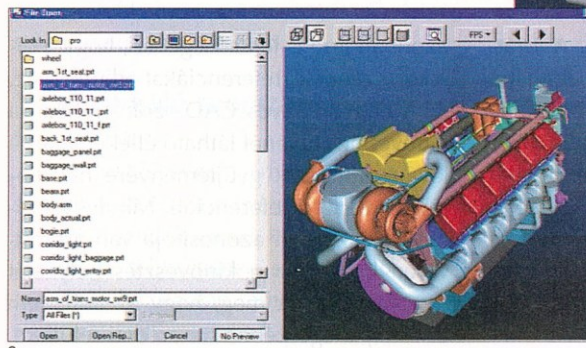 File Open
Look In pro
FPS
wheel
arm_1st_seat.prt
asm_of_trans_motor_sw9.prt
axlebox_110_11.prt
axlebox_110_11_.prt
axlebox_110_11_f.prt
back_1st_seat.prt
baggage_panel.prt
baggage_wall.prt
base.prt
beam.prt
body.asm
body_actual.prt
bogie.prt
corridor_light.prt
corridor_light_baggage.prt
corridor_light_entry.prt
Name asm_of_trans_motor_sw9.prt
Type All Files (*)
Open Open Rep... Cancel No Preview